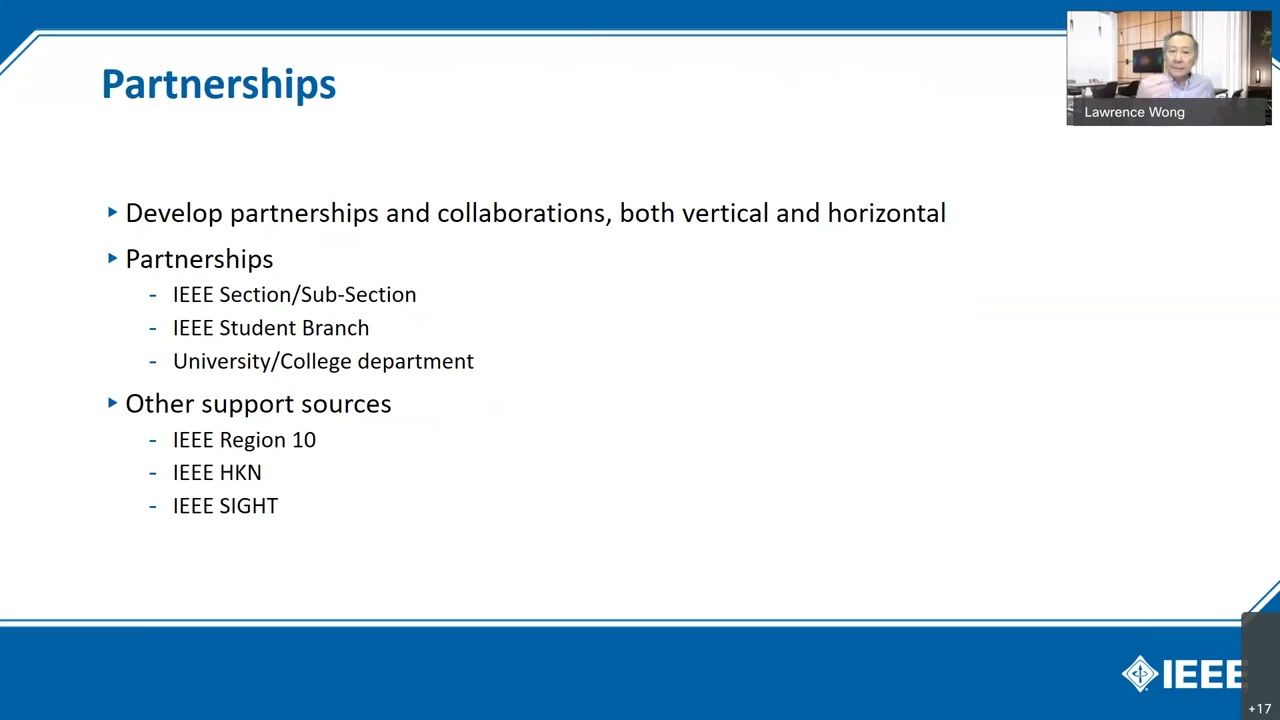 Partnerships
Lawrence Wong
Develop partnerships and collaborations, both vertical and horizontal
Partnerships
- IEEE Section/Sub-Section
- IEEE Student Branch
- University/College department
Other support sources
- IEEE Region 10
- IEEE HKN
- IEEE SIGHT
IEEE
+17